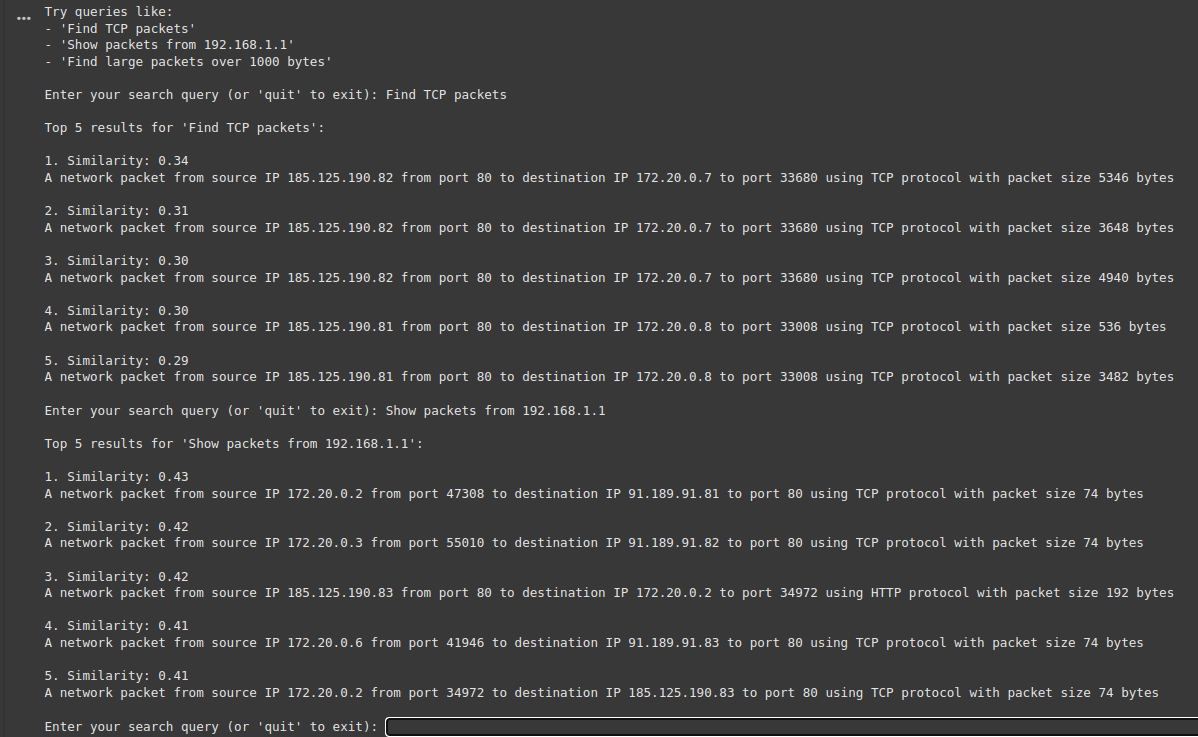 Try queries like:
- 'Find TCP packets'
- 'Show packets from 192.168.1.1'
- 'Find large packets over 1000 bytes'
Enter your search query (or 'quit' to exit): Find TCP packets
Top 5 results for 'Find TCP packets':
1. Similarity: 0.34
A network packet from source IP 185.125.190.82 from port 80 to destination IP 172.20.0.7 to port 33680 using TCP protocol with packet size 5346 bytes
2. Similarity: 0.31
A network packet from source IP 185.125.190.82 from port 80 to destination IP 172.20.0.7 to port 33680 using TCP protocol with packet size 3648 bytes
3. Similarity: 0.30
A network packet from source IP 185.125.190.82 from port 80 to destination IP 172.20.0.7 to port 33680 using TCP protocol with packet size 4940 bytes
4. Similarity: 0.30
A network packet from source IP 185.125.190.81 from port 80 to destination IP 172.20.0.8 to port 33008 using TCP protocol with packet size 536 bytes
5. Similarity: 0.29
A network packet from source IP 185.125.190.81 from port 80 to destination IP 172.20.0.8 to port 33008 using TCP protocol with packet size 3482 bytes
Enter your search query (or 'quit' to exit): Show packets from 192.168.1.1
Top 5 results for 'Show packets from 192.168.1.1':
1. Similarity: 0.43
A network packet from source IP 172.20.0.2 from port 47308 to destination IP 91.189.91.81 to port 80 using TCP protocol with packet size 74 bytes
2. Similarity: 0.42
A network packet from source IP 172.20.0.3 from port 55010 to destination IP 91.189.91.82 to port 80 using TCP protocol with packet size 74 bytes
3. Similarity: 0.42
A network packet from source IP 185.125.190.83 from port 80 to destination IP 172.20.0.2 to port 34972 using HTTP protocol with packet size 192 bytes
4. Similarity: 0.41
A network packet from source IP 172.20.0.6 from port 41946 to destination IP 91.189.91.83 to port 80 using TCP protocol with packet size 74 bytes
5. Similarity: 0.41
A network packet from source IP 172.20.0.2 from port 34972 to destination IP 185.125.190.83 to port 80 using TCP protocol with packet size 74 bytes
Enter your search query (or 'quit' to exit):